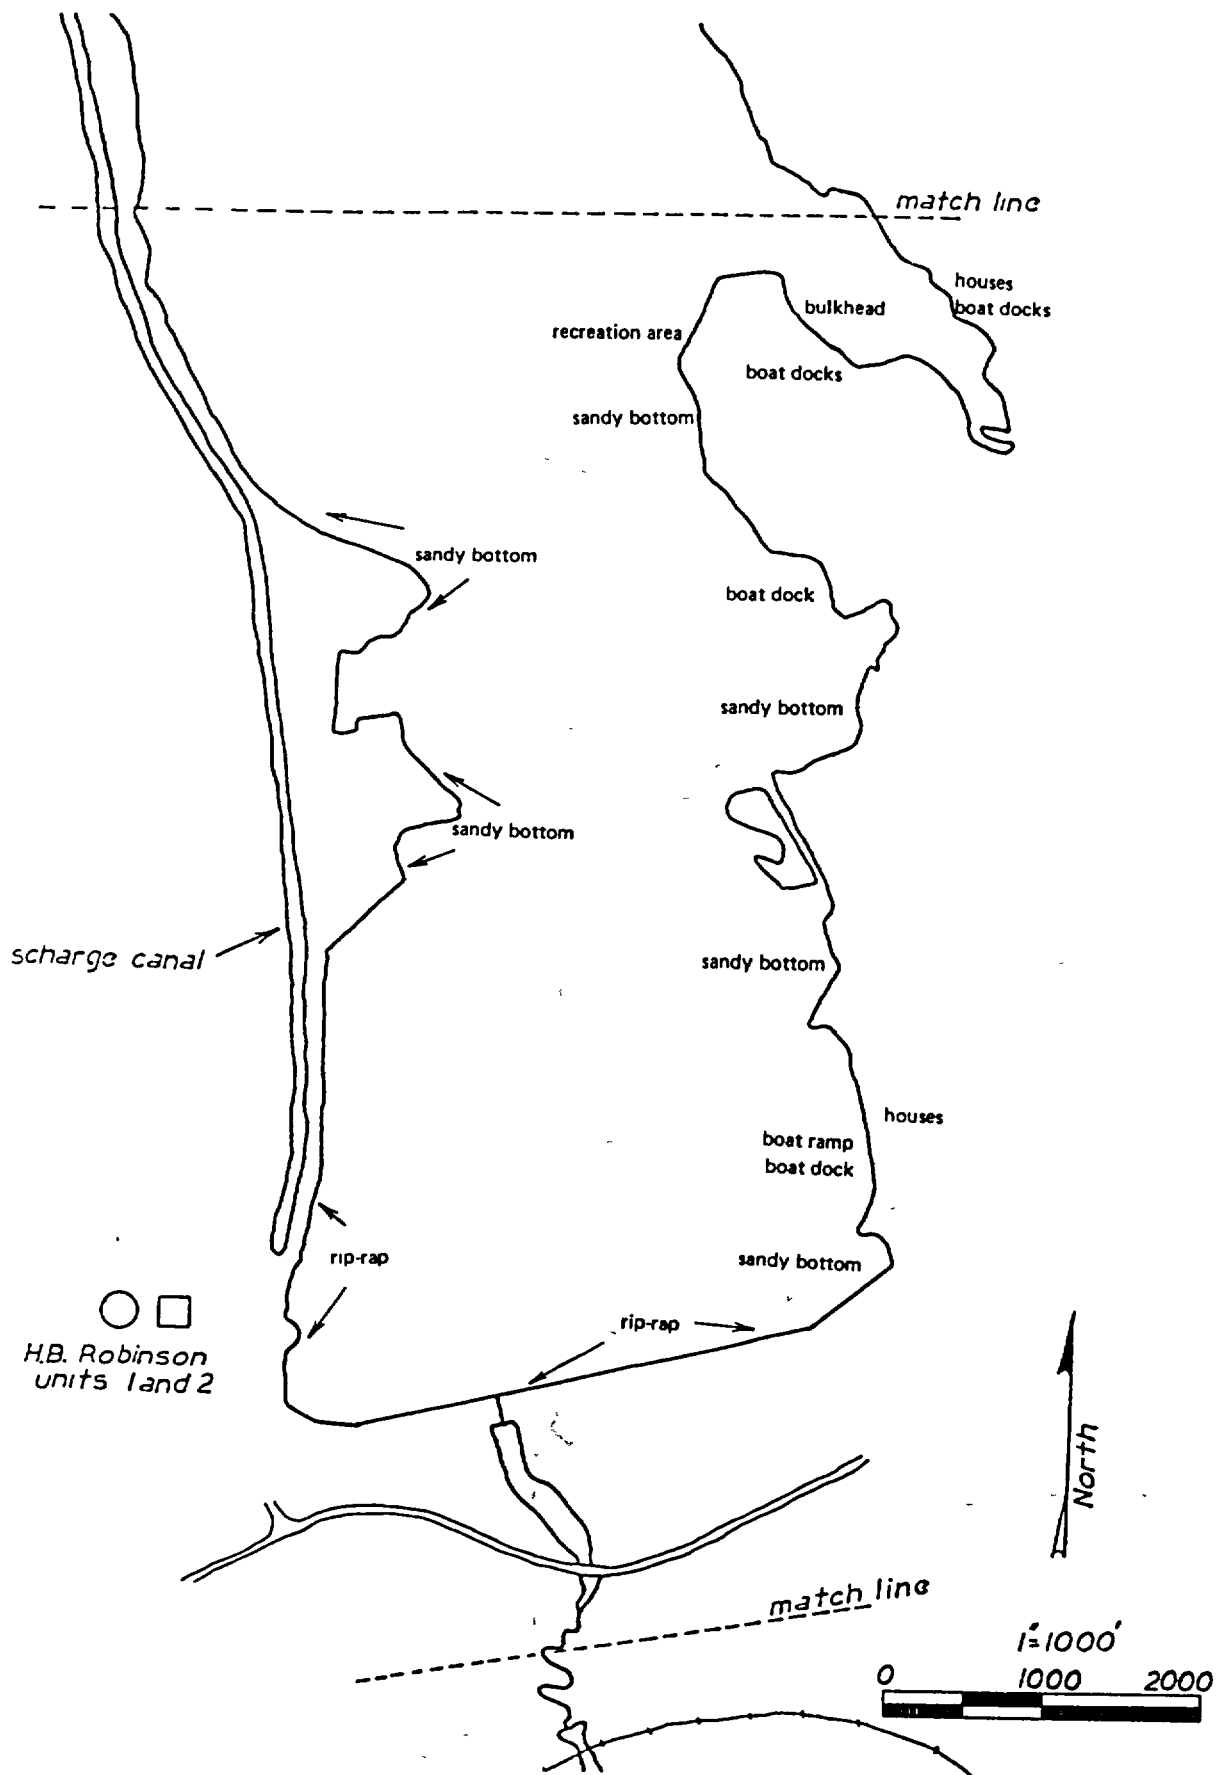 match line
houses
boat docks
bulkhead
recreation area
boat docks
sandy bottom
sandy bottom
boat dock
sandy bottom
sandy bottom
scharge canal
sandy bottom
houses
boat ramp
boat dock
rip-rap
sandy bottom
rip-rap
H.B. Robinson
units 1 and 2
North
match line
1"=1000'
0 1000 2000